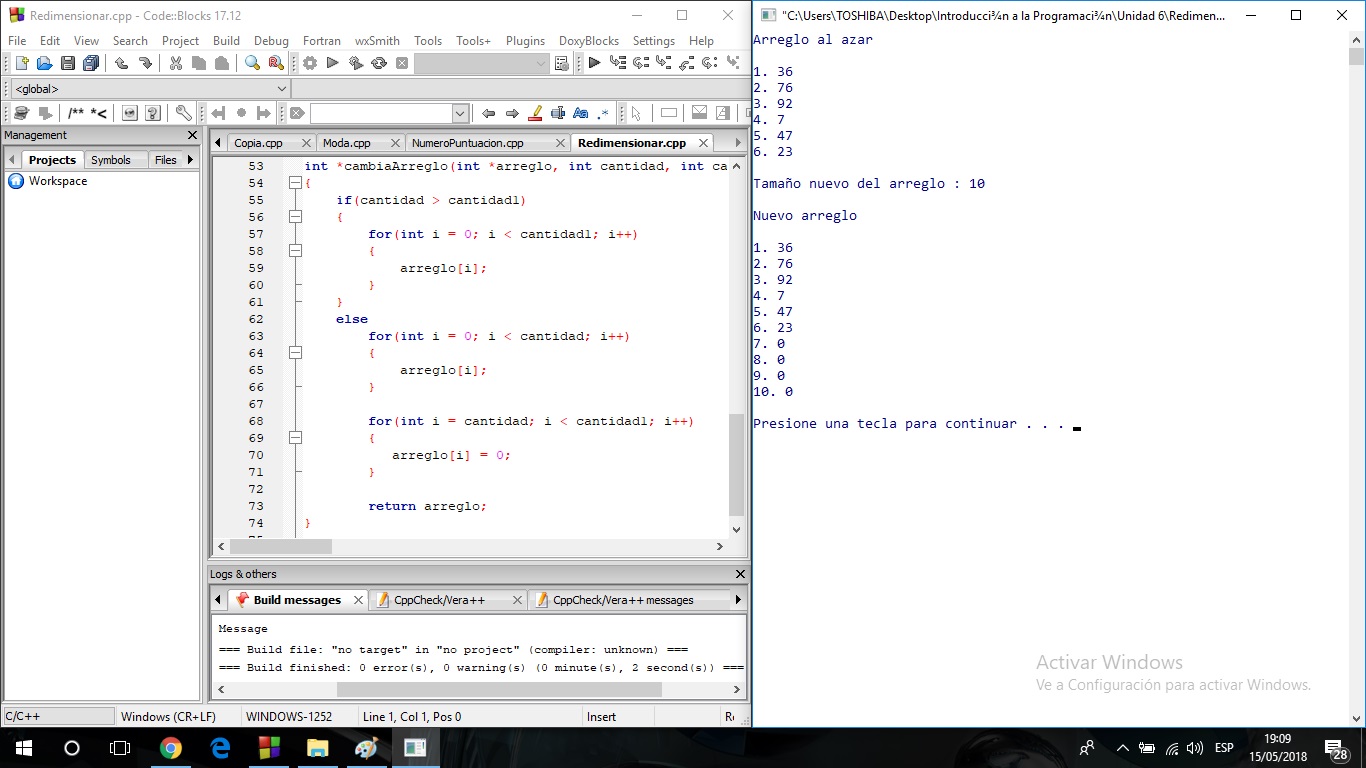 Redimensionar.cpp - Code::Blocks 17.12
File Edit View Search Project Build Debug Fortran wxSmith Tools Tools+ Plugins DoxyBlocks Settings Help
<global>
/** *<
Management
Projects Symbols Files
Workspace
Copia.cpp Moda.cpp NumeroPuntuacion.cpp Redimensionar.cpp
53 int *cambiaArreglo(int *arreglo, int cantidad, int ca
54 {
55 if(cantidad > cantidad1)
56 {
57 for(int i = 0; i < cantidad1; i++)
58 {
59 arreglo[i];
60 }
61 }
62 else
63 for(int i = 0; i < cantidad; i++)
64 {
65 arreglo[i];
66 }
67
68 for(int i = cantidad; i < cantidad1; i++)
69 {
70 arreglo[i] = 0;
71 }
72
73 return arreglo;
74 }
Logs & others
Build messages CppCheck/Vera++ CppCheck/Vera++ messages
Message
=== Build file: "no target" in "no project" (compiler: unknown) ===
=== Build finished: 0 error(s), 0 warning(s) (0 minute(s), 2 second(s)) ===
C/C++ Windows (CR+LF) WINDOWS-1252 Line 1, Col 1, Pos 0 Insert
"C:\Users\TOSHIBA\Desktop\Introducci¾n a la Programaci¾n\Unidad 6\Redimen...
Arreglo al azar
1. 36
2. 76
3. 92
4. 7
5. 47
6. 23
Tamaño nuevo del arreglo : 10
Nuevo arreglo
1. 36
2. 76
3. 92
4. 7
5. 47
6. 23
7. 0
8. 0
9. 0
10. 0
Presione una tecla para continuar . . .
Activar Windows
Ve a Configuración para activar Windows.
ESP
19:09
15/05/2018
28